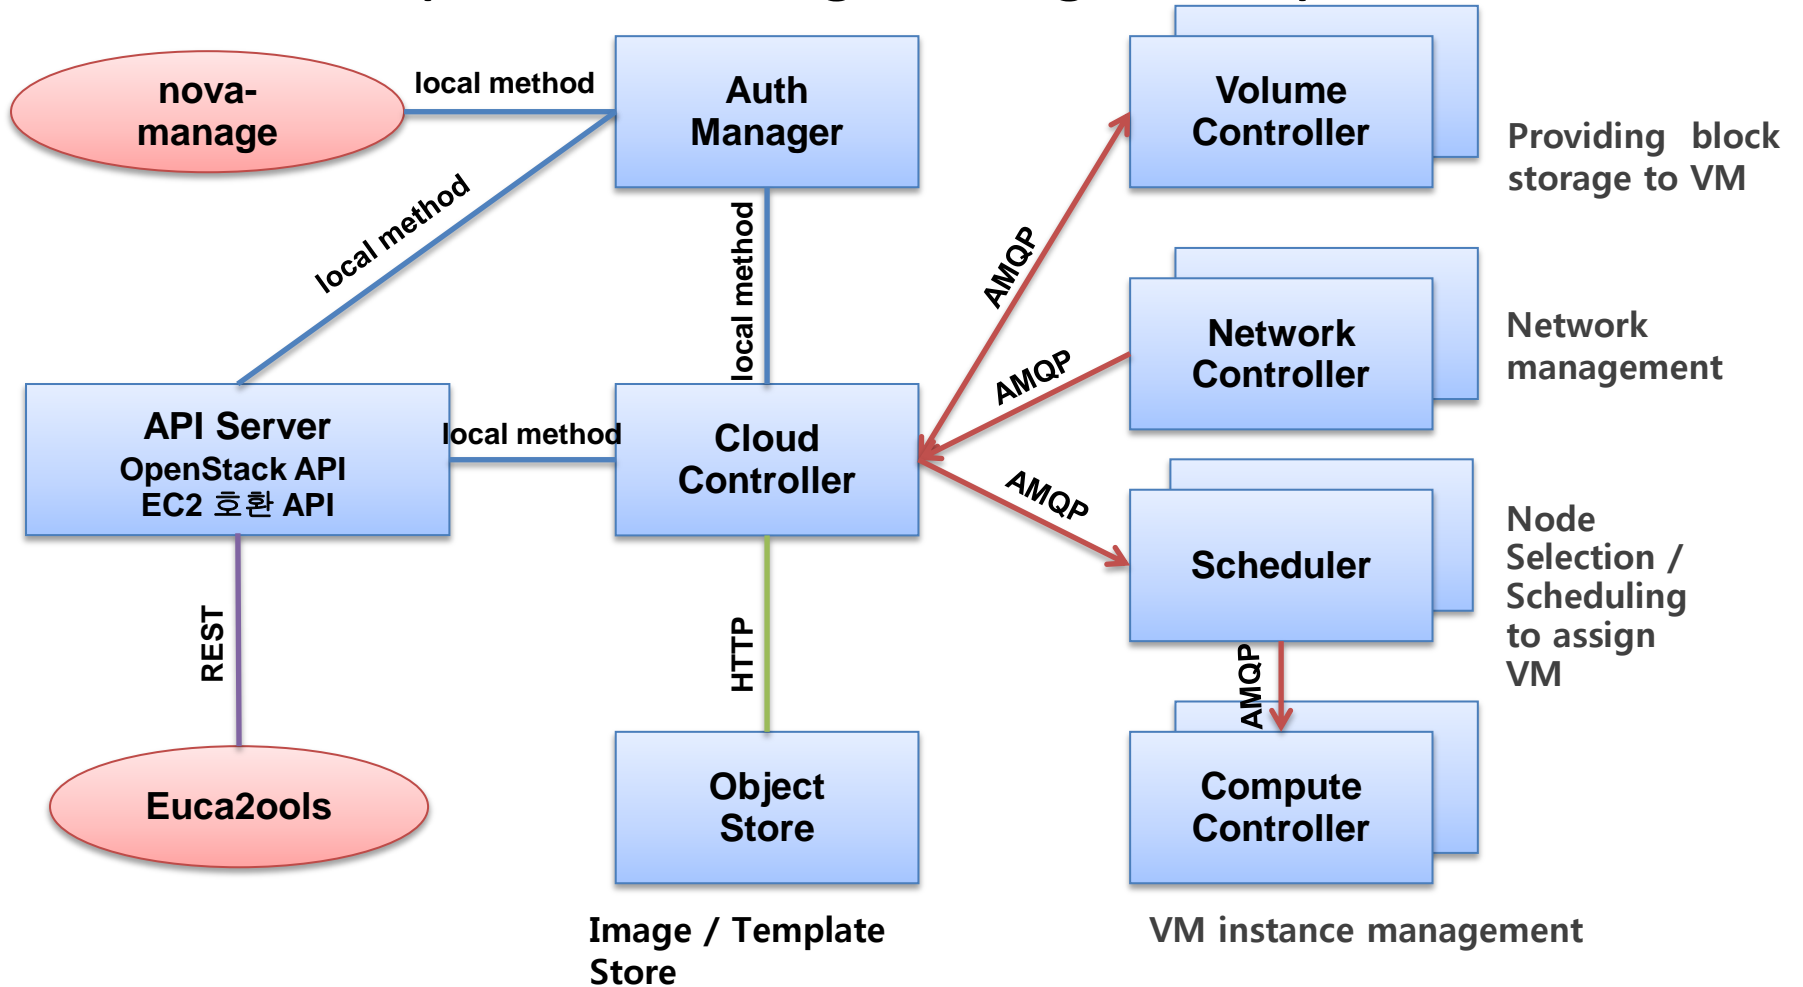 nova-
manage
local method
Auth
Manager
Volume
Controller
Providing block
storage to VM
local method
local method
AMQP
Network
Controller
Network
management
AMQP
API Server
OpenStack API
EC2 호환 API
local method
Cloud
Controller
AMQP
Scheduler
Node
Selection /
Scheduling
to assign
VM
REST
HTTP
AMQP
Euca2ools
Object
Store
Compute
Controller
Image / Template
Store
VM instance management